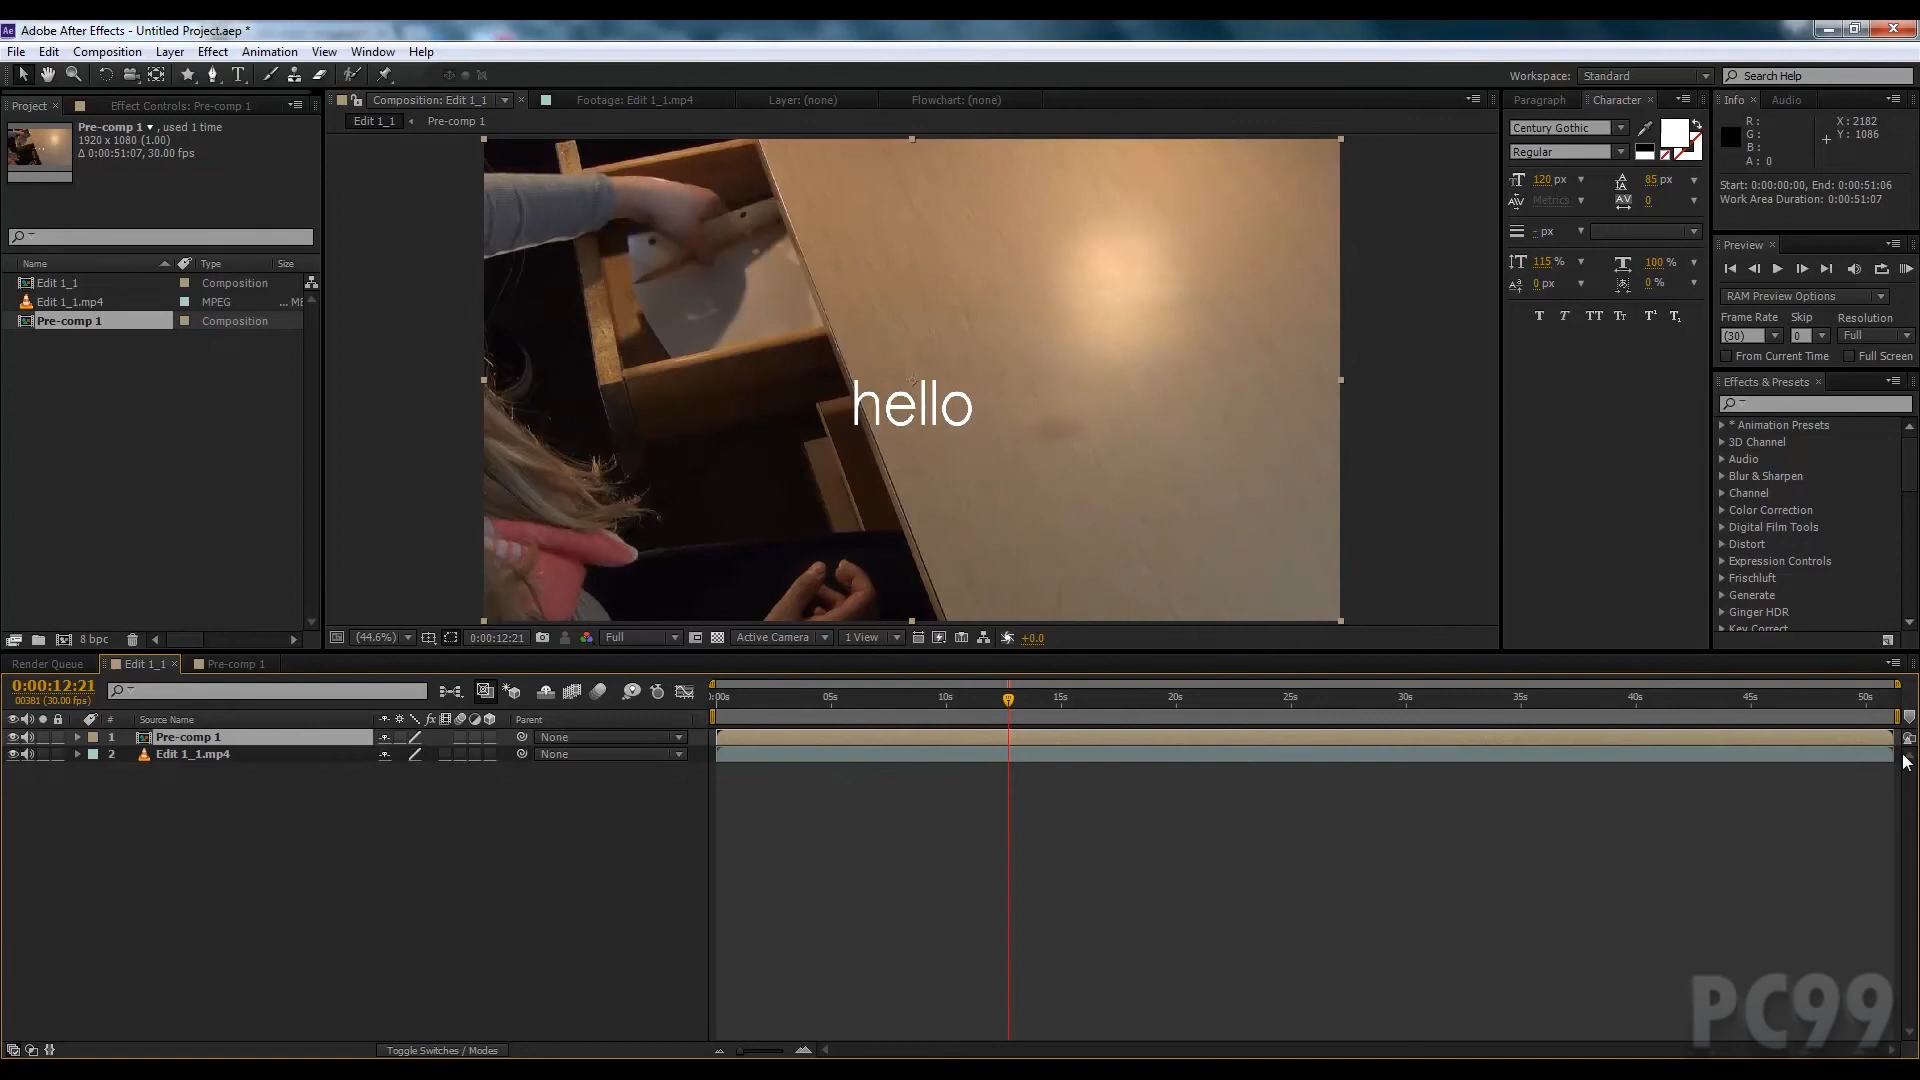 Adobe After Effects - Untitled Project.aep *
File Edit Composition Layer Effect Animation View Window Help
Workspace: Standard Search Help
Project Effect Controls: Pre-comp 1
Composition: Edit 1_1 Footage: Edit 1_1.mp4 Layer: (none) Flowchart: (none)
Paragraph Character Info Audio
Edit 1_1 Pre-comp 1
Pre-comp 1 , used 1 time
1920 x 1080 (1.00)
Δ 0:00:51:07, 30.00 fps
Century Gothic
Regular
R:
G:
B:
A: 0
X: 2182
Y: 1086
120 px 85 px
Metrics 0
- px
115 % 100 %
0 px 0 %
T T TT Tт T¹ T₁
Start: 0:00:00:00, End: 0:00:51:06
Work Area Duration: 0:00:51:07
Preview
RAM Preview Options
Frame Rate Skip Resolution
(30) 0 Full
From Current Time Full Screen
Effects & Presets
* Animation Presets
3D Channel
Audio
Blur & Sharpen
Channel
Color Correction
Digital Film Tools
Distort
Expression Controls
Frischluft
Generate
Ginger HDR
Key Correct
Name Type Size
Edit 1_1 Composition
Edit 1_1.mp4 MPEG ... ME
Pre-comp 1 Composition
hello
8 bpc
(44.6%) 0:00:12:21 Full Active Camera 1 View +0.0
Render Queue Edit 1_1 Pre-comp 1
0:00:12:21
00381 (30.00 fps)
):00s 05s 10s 15s 20s 25s 30s 35s 40s 45s 50s
# Source Name fx Parent
1 Pre-comp 1 None
2 Edit 1_1.mp4 None
Toggle Switches / Modes
PC99